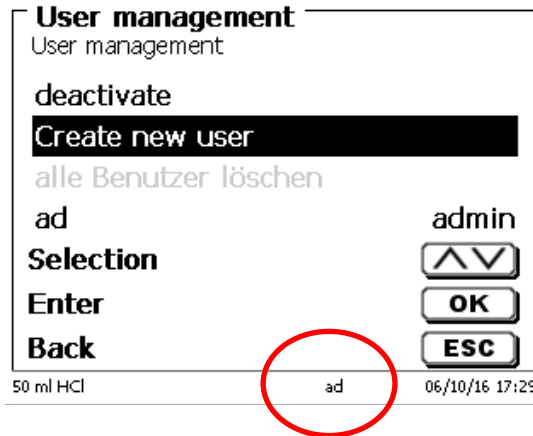 User management
User management
deactivate
Create new user
alle Benutzer löschen
ad admin
Selection
Enter OK
Back ESC
50 ml HCl ad 06/10/16 17:29